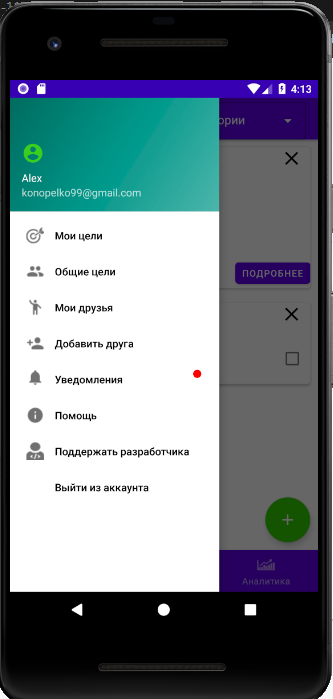 4:13
ории
Alex
konopelko99@gmail.com
Мои цели
Общие цели
Мои друзья
ПОДРОБНЕЕ
Добавить друга
Уведомления
Помощь
Поддержать разработчика
Выйти из аккаунта
Аналитика